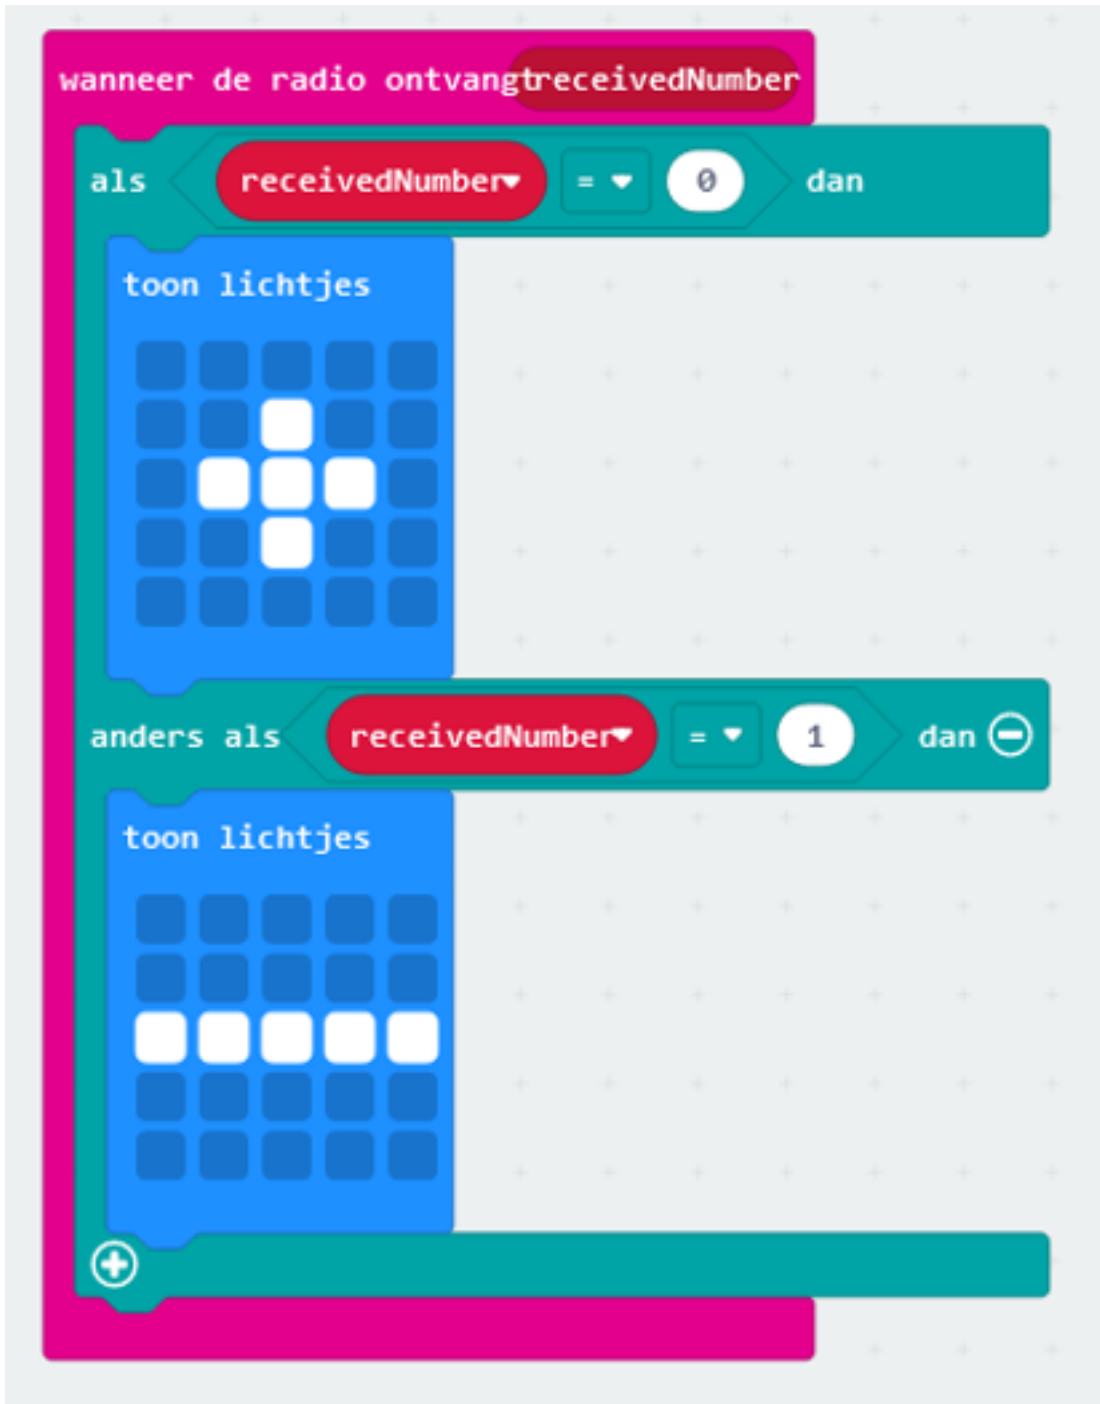 wanneer de radio ontvangt receivedNumber
als receivedNumber = 0 dan
toon lichtjes
anders als receivedNumber = 1 dan
toon lichtjes